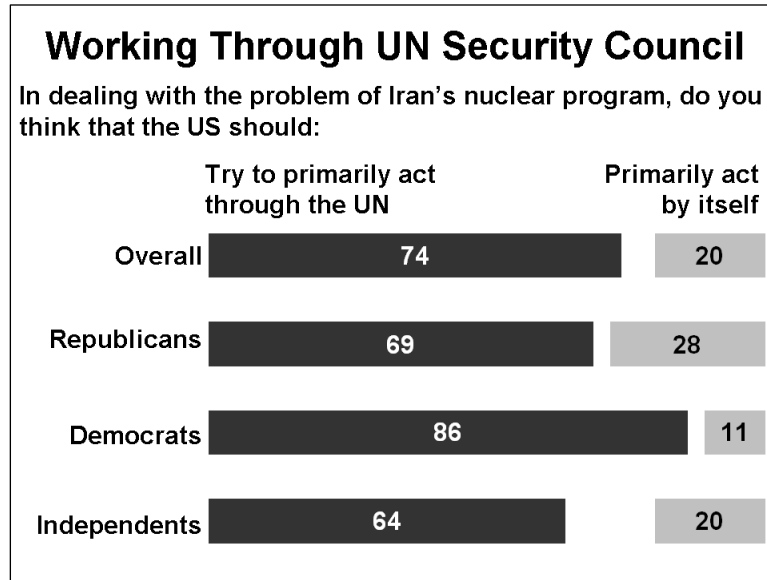 Working Through UN Security Council
In dealing with the problem of Iran's nuclear program, do you
think that the US should:
Try to primarily act
through the UN
Primarily act
by itself
Overall 74 20
Republicans 69 28
Democrats 86 11
Independents 64 20